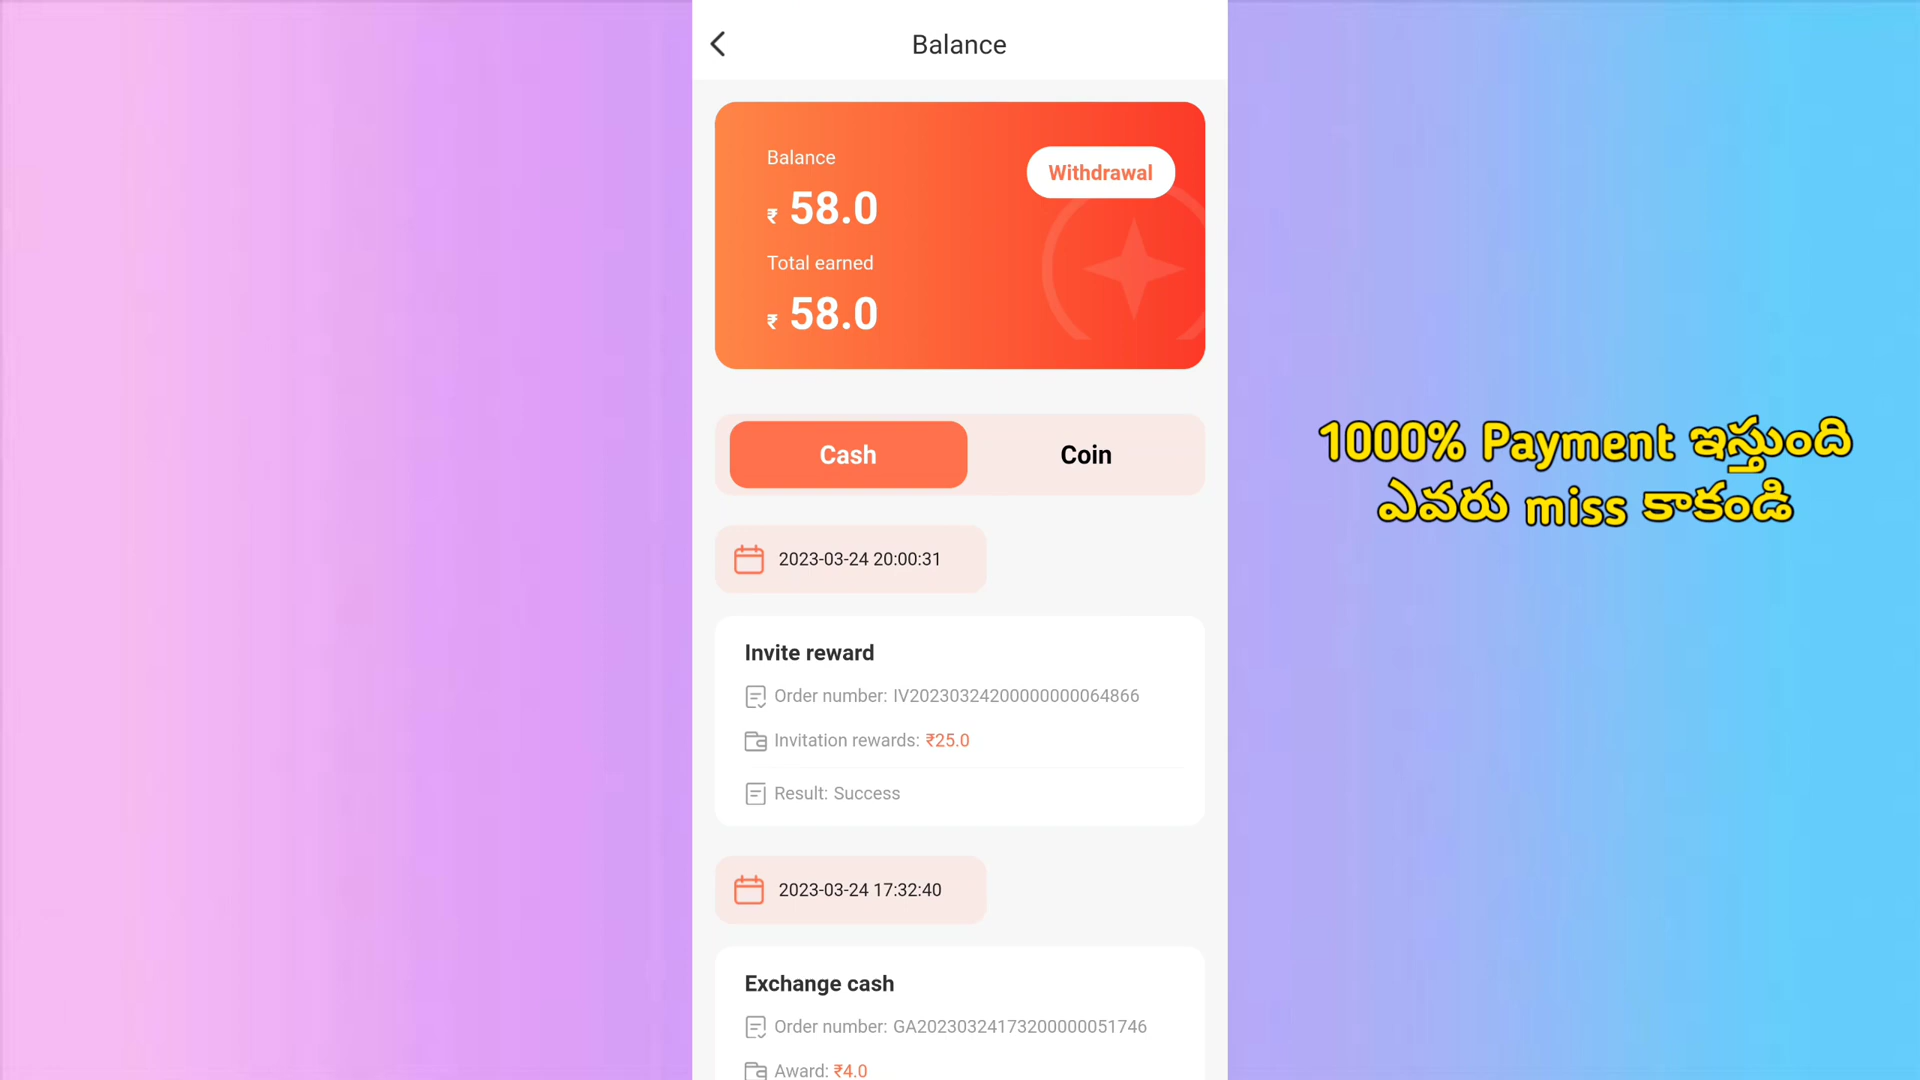 Balance
Balance
Withdrawal
₹ 58.0
Total earned
₹ 58.0
Cash
Coin
1000% Payment ఇస్తుంది
ఎవరు miss కాకండి
2023-03-24 20:00:31
Invite reward
Order number: IV20230324200000000064866
Invitation rewards: ₹25.0
Result: Success
2023-03-24 17:32:40
Exchange cash
Order number: GA20230324173200000051746
Award: ₹4.0